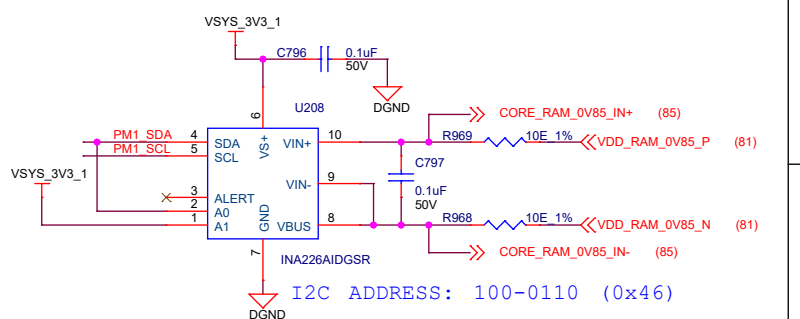 VSYS_3V3_1
C796
0.1uF
50V
DGND
6
U208
CORE_RAM_0V85_IN+ (85)
PM1_SDA 4 SDA VS+ VIN+ 10 R969 10E_1% VDD_RAM_0V85_P (81)
PM1_SCL 5 SCL
C797
VSYS_3V3_1
VIN- 9
0.1uF
50V
3 ALERT
2 A0 GND
1 A1 VBUS 8 R968 10E_1% VDD_RAM_0V85_N (81)
7
INA226AIDGSR
CORE_RAM_0V85_IN- (85)
I2C ADDRESS: 100-0110 (0x46)
DGND